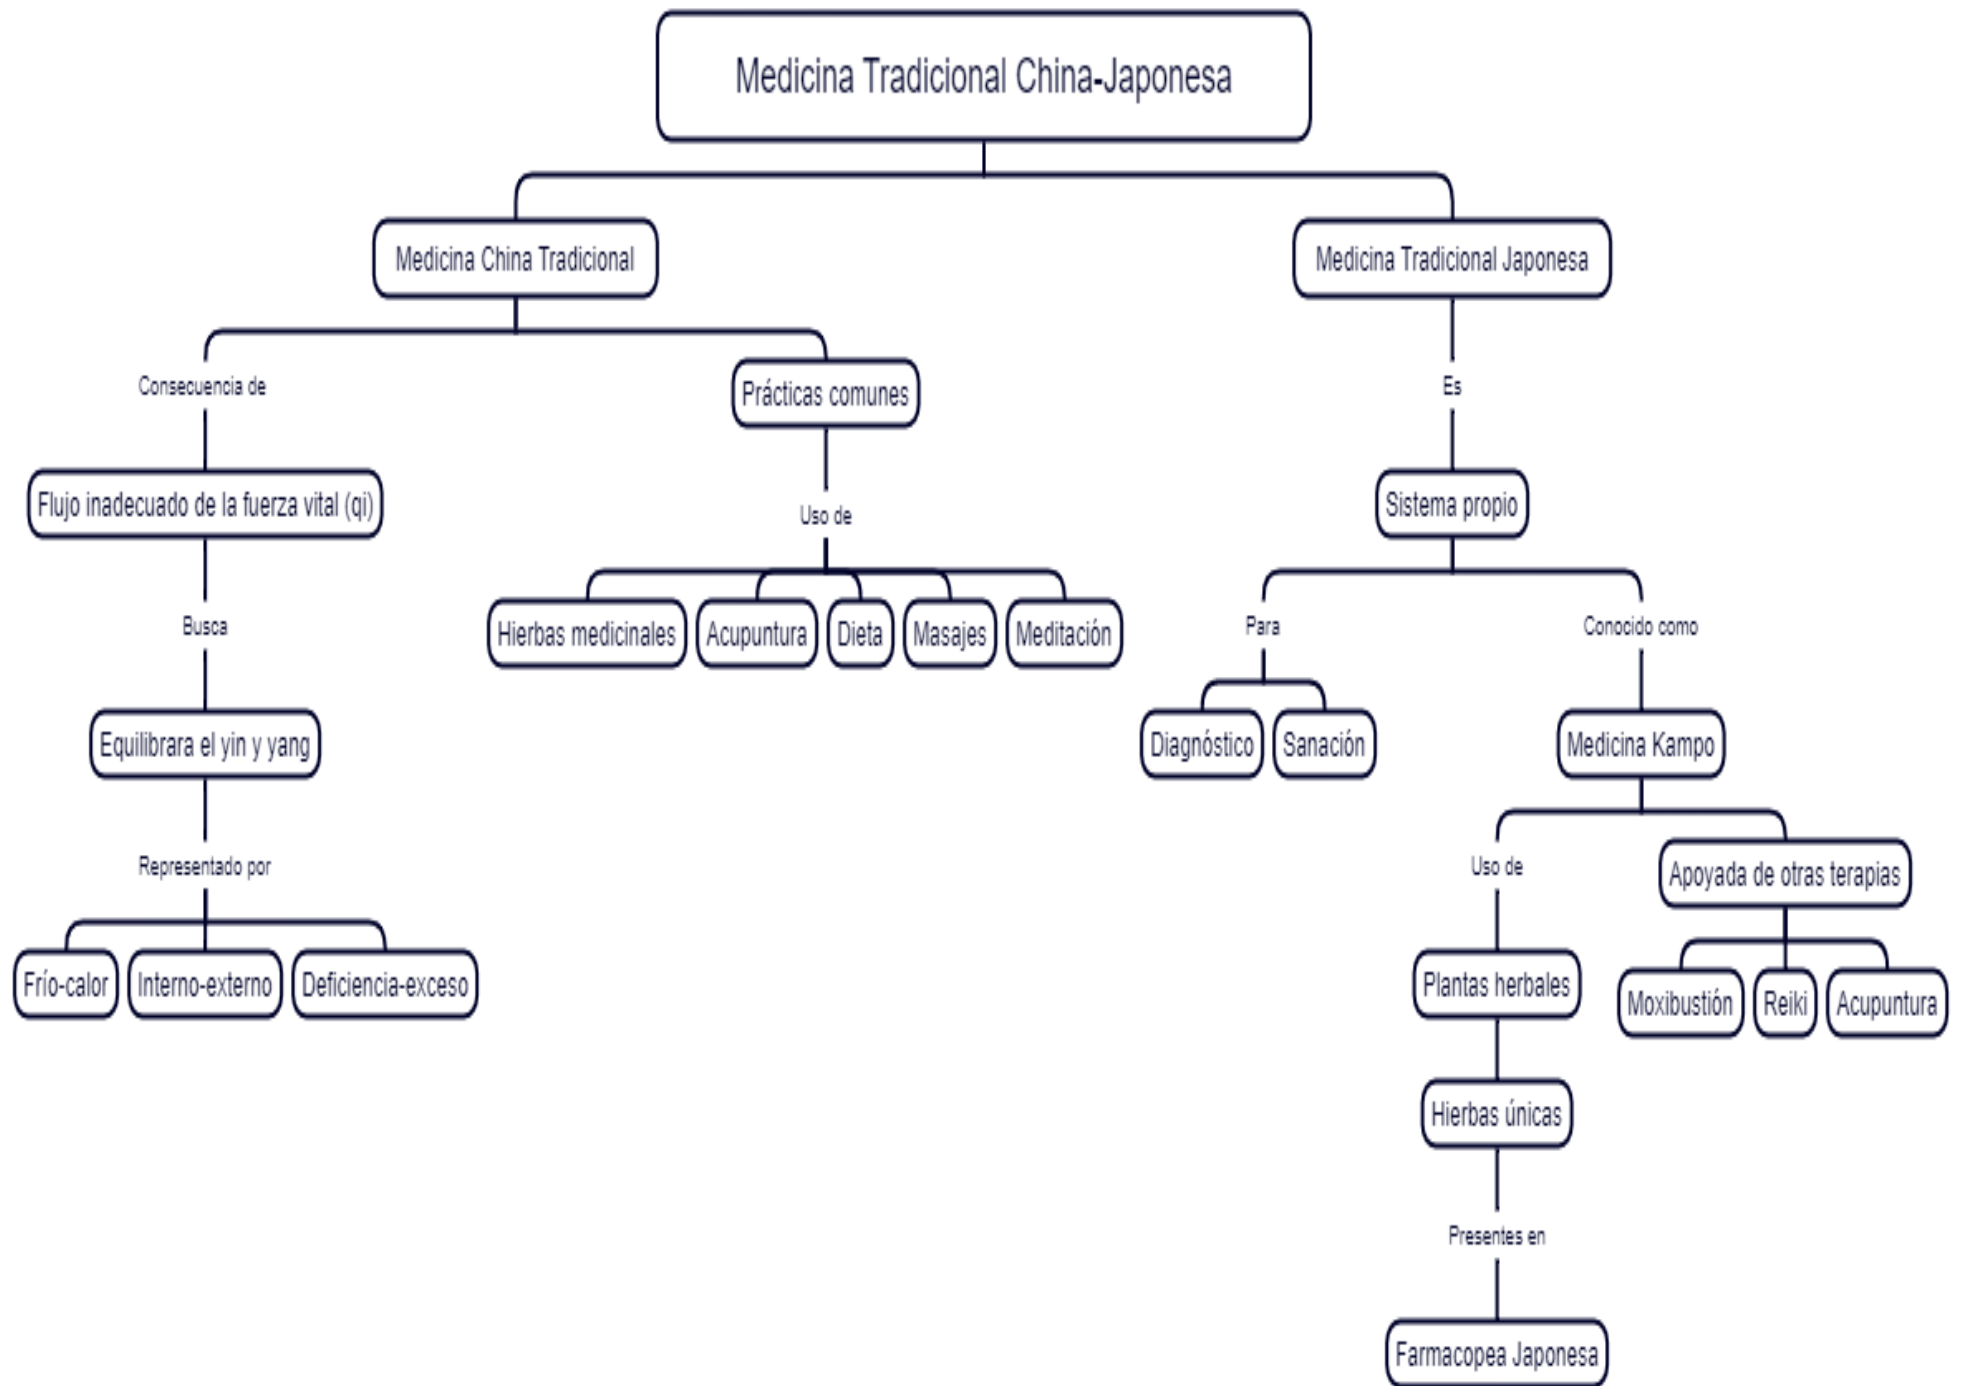 Medicina Tradicional China-Japonesa
Medicina China Tradicional
Medicina Tradicional Japonesa
Consecuencia de
Prácticas comunes
Es
Flujo inadecuado de la fuerza vital (qi)
Uso de
Sistema propio
Busca
Hierbas medicinales
Acupuntura
Dieta
Masajes
Meditación
Para
Conocido como
Equilibrara el yin y yang
Diagnóstico
Sanación
Medicina Kampo
Representado por
Uso de
Apoyada de otras terapias
Frío-calor
Interno-externo
Deficiencia-exceso
Plantas herbales
Moxibustión
Reiki
Acupuntura
Hierbas únicas
Presentes en
Farmacopea Japonesa